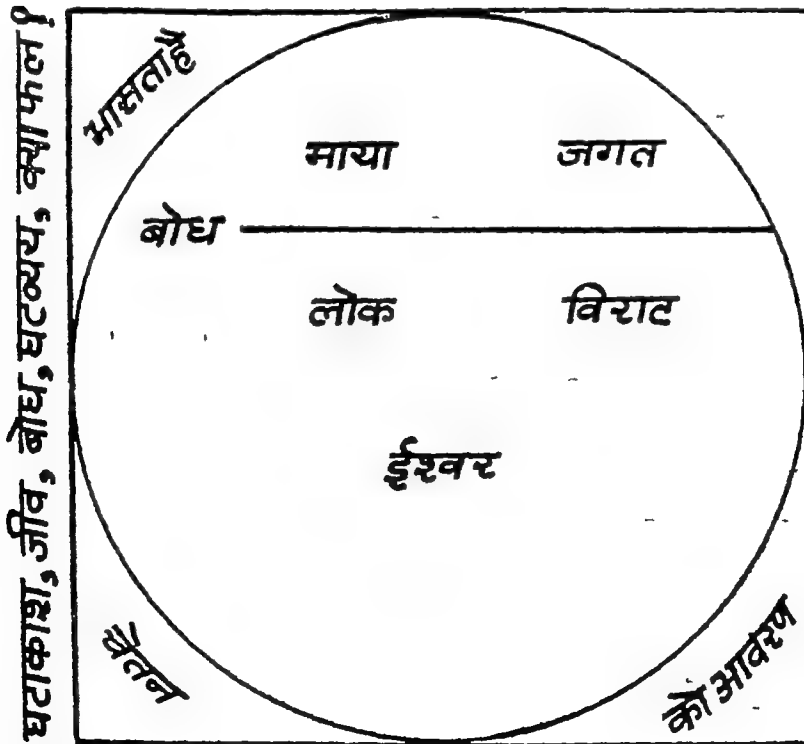 घटाकाश, जीव, बोध, घटव्यय, क्या फल ?
भासता है
माया जगत
बोध
लोक विराट
ईश्वर
चेतन
को आवरण